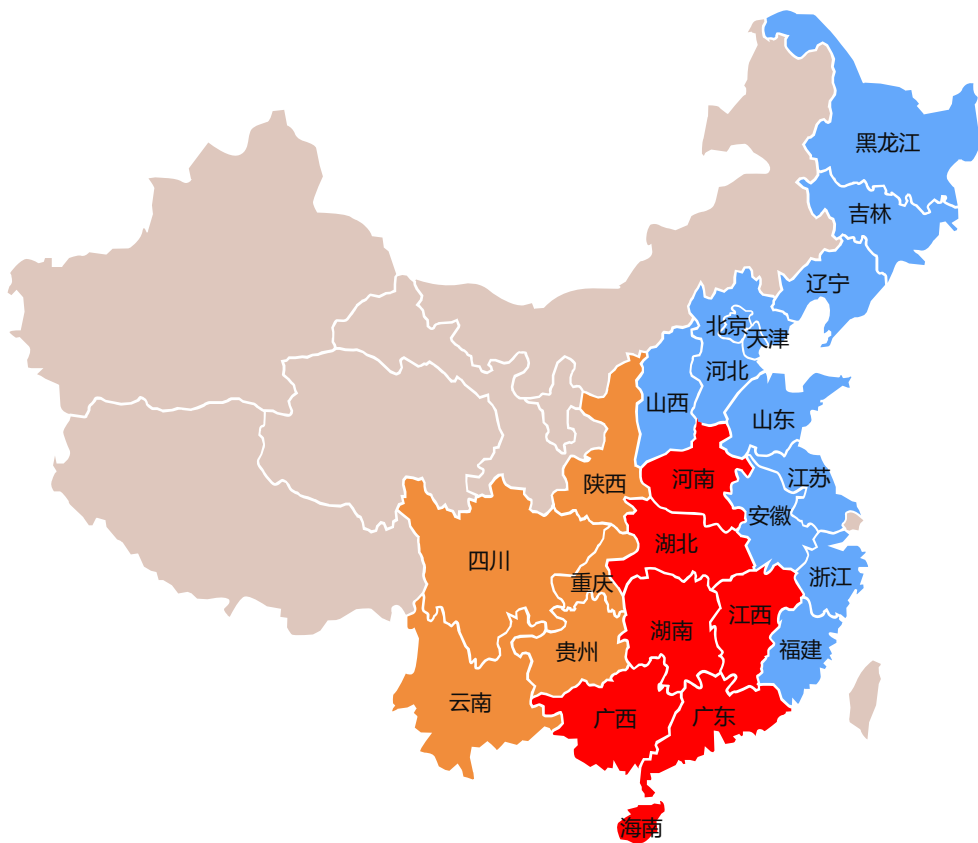 黑龙江
吉林
辽宁
北京
天津
河北
山西
山东
河南
陕西
江苏
安徽
湖北
四川
重庆
浙江
江西
湖南
福建
贵州
云南
广西
广东
海南